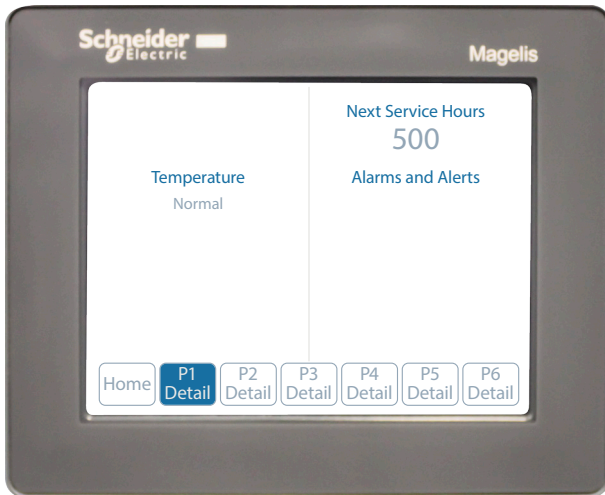 Schneider
Electric
Magelis
Next Service Hours
500
Temperature
Alarms and Alerts
Normal
Home
P1
Detail
P2
Detail
P3
Detail
P4
Detail
P5
Detail
P6
Detail